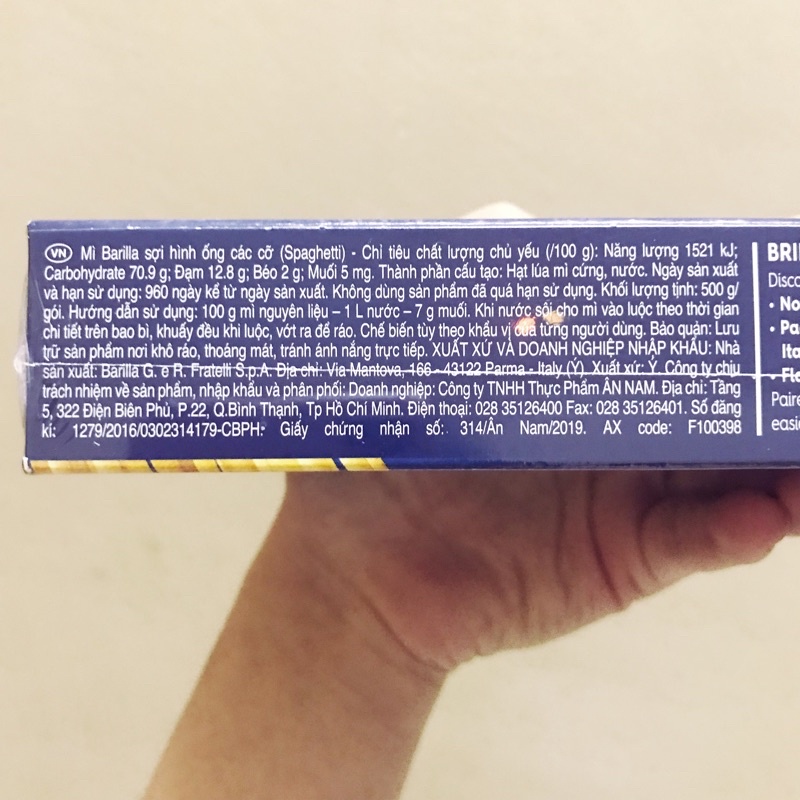 VN Mì Barilla sợi hình ống các cỡ (Spaghetti) - Chỉ tiêu chất lượng chủ yếu (/100 g): Năng lượng 1521 kJ;
Carbohydrate 70.9 g; Đạm 12.8 g; Béo 2 g; Muối 5 mg. Thành phần cấu tạo: Hạt lúa mì cứng, nước. Ngày sản xuất
và hạn sử dụng: 960 ngày kể từ ngày sản xuất. Không dùng sản phẩm đã quá hạn sử dụng. Khối lượng tịnh: 500 g/
gói. Hướng dẫn sử dụng: 100 g mì nguyên liệu – 1 L nước – 7 g muối. Khi nước sôi cho mì vào luộc theo thời gian
chi tiết trên bao bì, khuấy đều khi luộc, vớt ra để ráo. Chế biến tùy theo khẩu vị của từng người dùng. Bảo quản: Lưu
trữ sản phẩm nơi khô ráo, thoáng mát, tránh ánh nắng trực tiếp. XUẤT XỨ VÀ DOANH NGHIỆP NHẬP KHẨU: Nhà
sản xuất: Barilla G. e R. Fratelli S.p.A. Địa chỉ: Via Mantova, 166 - 43122 Parma - Italy (Ý). Xuất xứ: Ý. Công ty chịu
trách nhiệm về sản phẩm, nhập khẩu và phân phối: Doanh nghiệp: Công ty TNHH Thực Phẩm ÂN NAM. Địa chỉ: Tầng
5, 322 Điện Biên Phủ, P.22, Q.Bình Thạnh, Tp Hồ Chí Minh. Điện thoại: 028 35126400 Fax: 028 35126401. Số đăng
kí: 1279/2016/0302314179-CBPH. Giấy chứng nhận số: 314/Ân Nam/2019. AX code: F100398
BRI
Disco
• No
• Pa
Ita
• Fl
Paire
easi